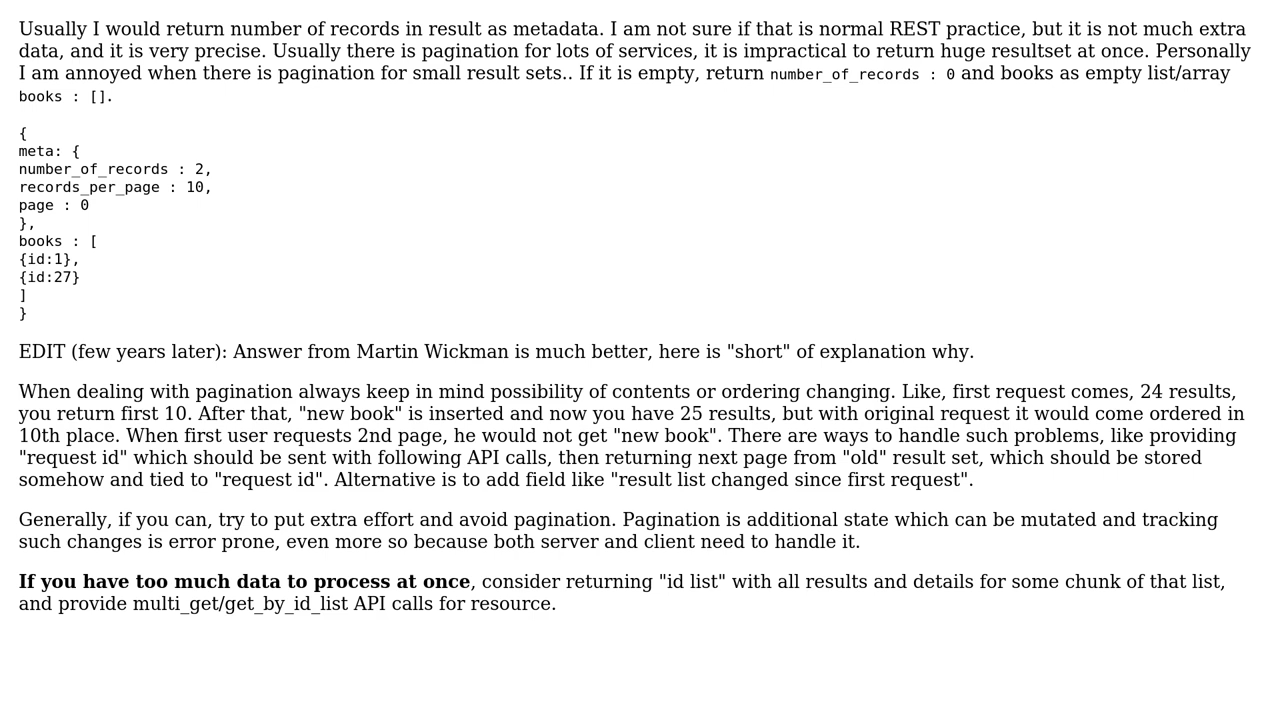 Usually I would return number of records in result as metadata. I am not sure if that is normal REST practice, but it is not much extra
data, and it is very precise. Usually there is pagination for lots of services, it is impractical to return huge resultset at once. Personally
I am annoyed when there is pagination for small result sets.. If it is empty, return number_of_records : 0 and books as empty list/array
books : [].
{
meta: {
number_of_records : 2,
records_per_page : 10,
page : 0
},
books : [
{id:1},
{id:27}
]
}
EDIT (few years later): Answer from Martin Wickman is much better, here is "short" of explanation why.
When dealing with pagination always keep in mind possibility of contents or ordering changing. Like, first request comes, 24 results,
you return first 10. After that, "new book" is inserted and now you have 25 results, but with original request it would come ordered in
10th place. When first user requests 2nd page, he would not get "new book". There are ways to handle such problems, like providing
"request id" which should be sent with following API calls, then returning next page from "old" result set, which should be stored
somehow and tied to "request id". Alternative is to add field like "result list changed since first request".
Generally, if you can, try to put extra effort and avoid pagination. Pagination is additional state which can be mutated and tracking
such changes is error prone, even more so because both server and client need to handle it.
If you have too much data to process at once, consider returning "id list" with all results and details for some chunk of that list,
and provide multi_get/get_by_id_list API calls for resource.